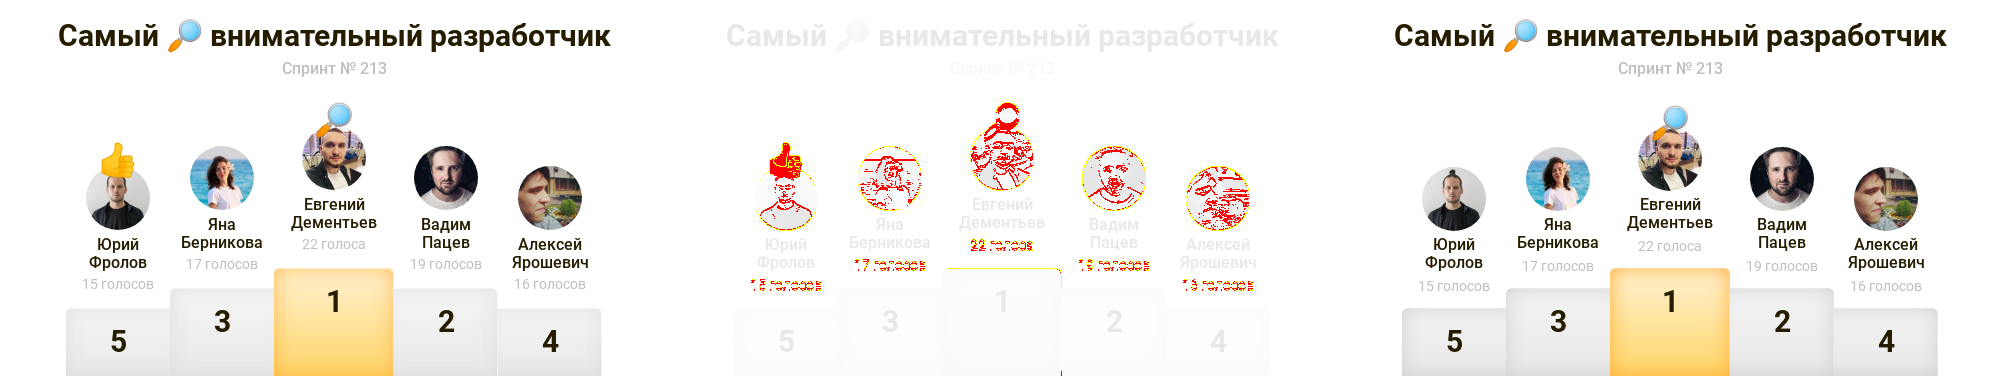 Самый 🔎 внимательный разработчик
Спринт № 213
Евгений
Дементьев
22 голоса
Яна
Берникова
17 голосов
Вадим
Пацев
19 голосов
Юрий
Фролов
15 голосов
Алексей
Ярошевич
16 голосов
1
3
2
5
4
Самый 🔎 внимательный разработчик
Спринт № 213
Евгений
Дементьев
22 голоса
Яна
Берникова
17 голосов
Вадим
Пацев
19 голосов
Юрий
Фролов
15 голосов
Алексей
Ярошевич
16 голосов
1
3
2
5
4
Самый 🔎 внимательный разработчик
Спринт № 213
Евгений
Дементьев
22 голоса
Яна
Берникова
17 голосов
Вадим
Пацев
19 голосов
Юрий
Фролов
15 голосов
Алексей
Ярошевич
16 голосов
1
3
2
5
4